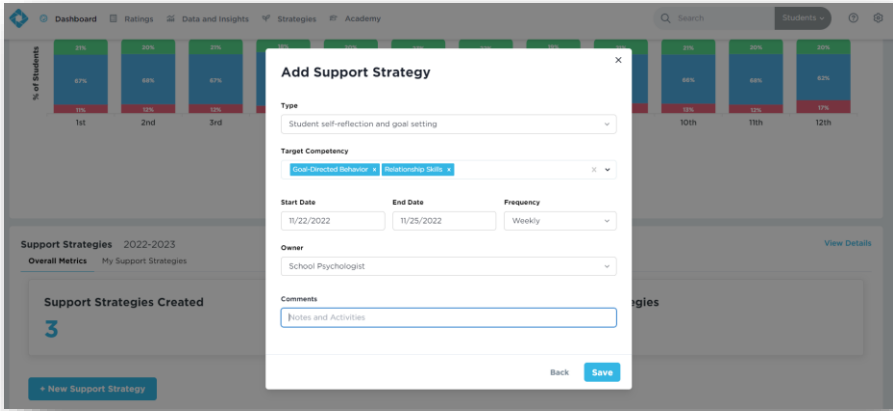 Dashboard Ratings Data and Insights Strategies Academy Search Students
% of Students
21% 20% 21% 21% 20% 20%
67% 68% 67% 66% 68% 63%
11% 12% 12% 13% 12% 17%
1st 2nd 3rd 10th 11th 12th
Add Support Strategy
Type
Student self-reflection and goal setting
Target Competency
Goal-Directed Behavior x Relationship Skills x
Start Date End Date Frequency
11/22/2022 11/25/2022 Weekly
Owner
School Psychologist
Comments
Notes and Activities
Back Save
Support Strategies 2022-2023 View Details
Overall Metrics My Support Strategies
Support Strategies Created
3
egies
+ New Support Strategy